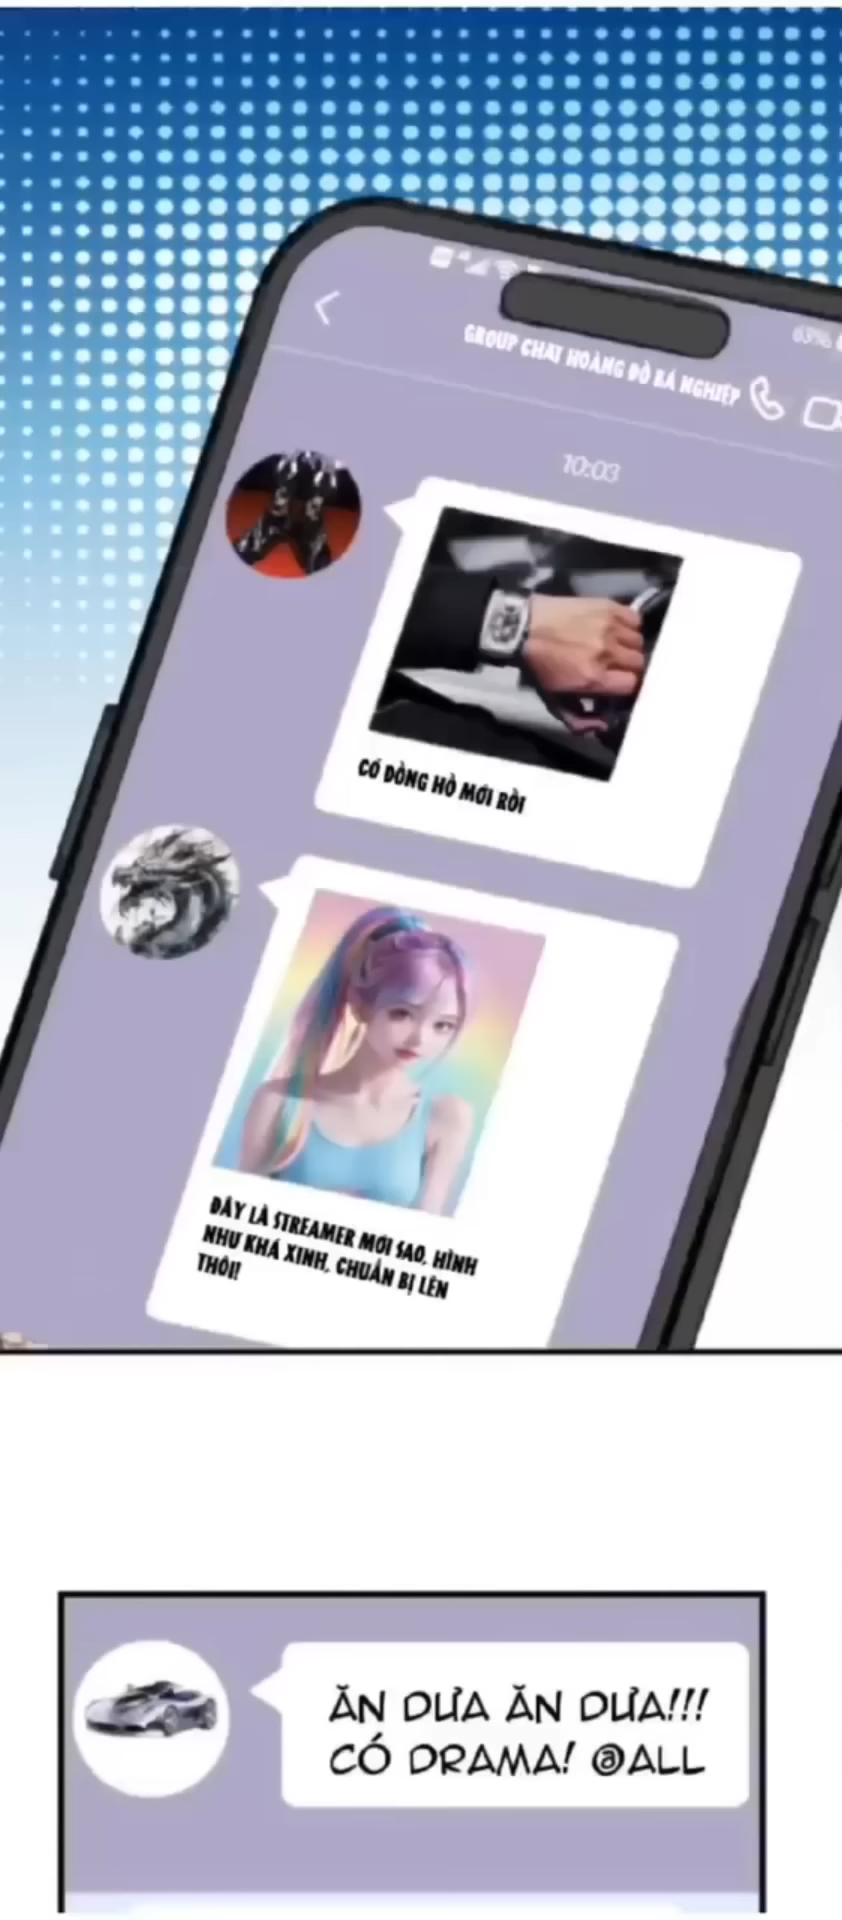 63%
GROUP CHAT HOÀNG ĐỒ BÁ NGHIỆP
10:03
CÓ ĐỒNG HỒ MỚI RỒI
ĐÂY LÀ STREAMER MỚI SAO, HÌNH
NHƯ KHÁ XINH, CHUẨN BỊ LÊN
THÔI!
ĂN DƯA ĂN DƯA!!!
CÓ DRAMA! @ALL